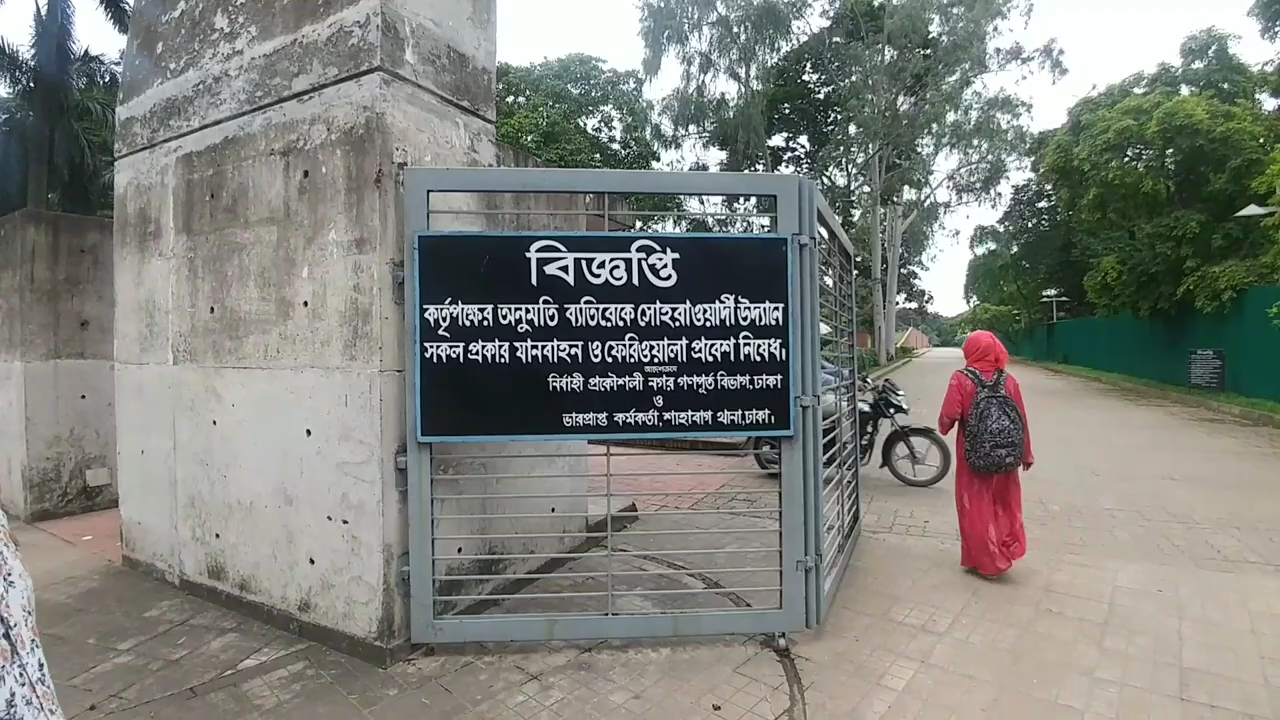 বিজ্ঞপ্তি
কর্তৃপক্ষের অনুমতি ব্যতিরেকে সোহরাওয়ার্দী উদ্যানে
সকল প্রকার যানবাহন ও ফেরিওয়ালা প্রবেশ নিষেধ।
আদেশক্রমে
নির্বাহী প্রকৌশলী নগর গণপূর্ত বিভাগ,ঢাকা
ও
ভারপ্রাপ্ত কর্মকর্তা,শাহাবাগ থানা,ঢাকা।